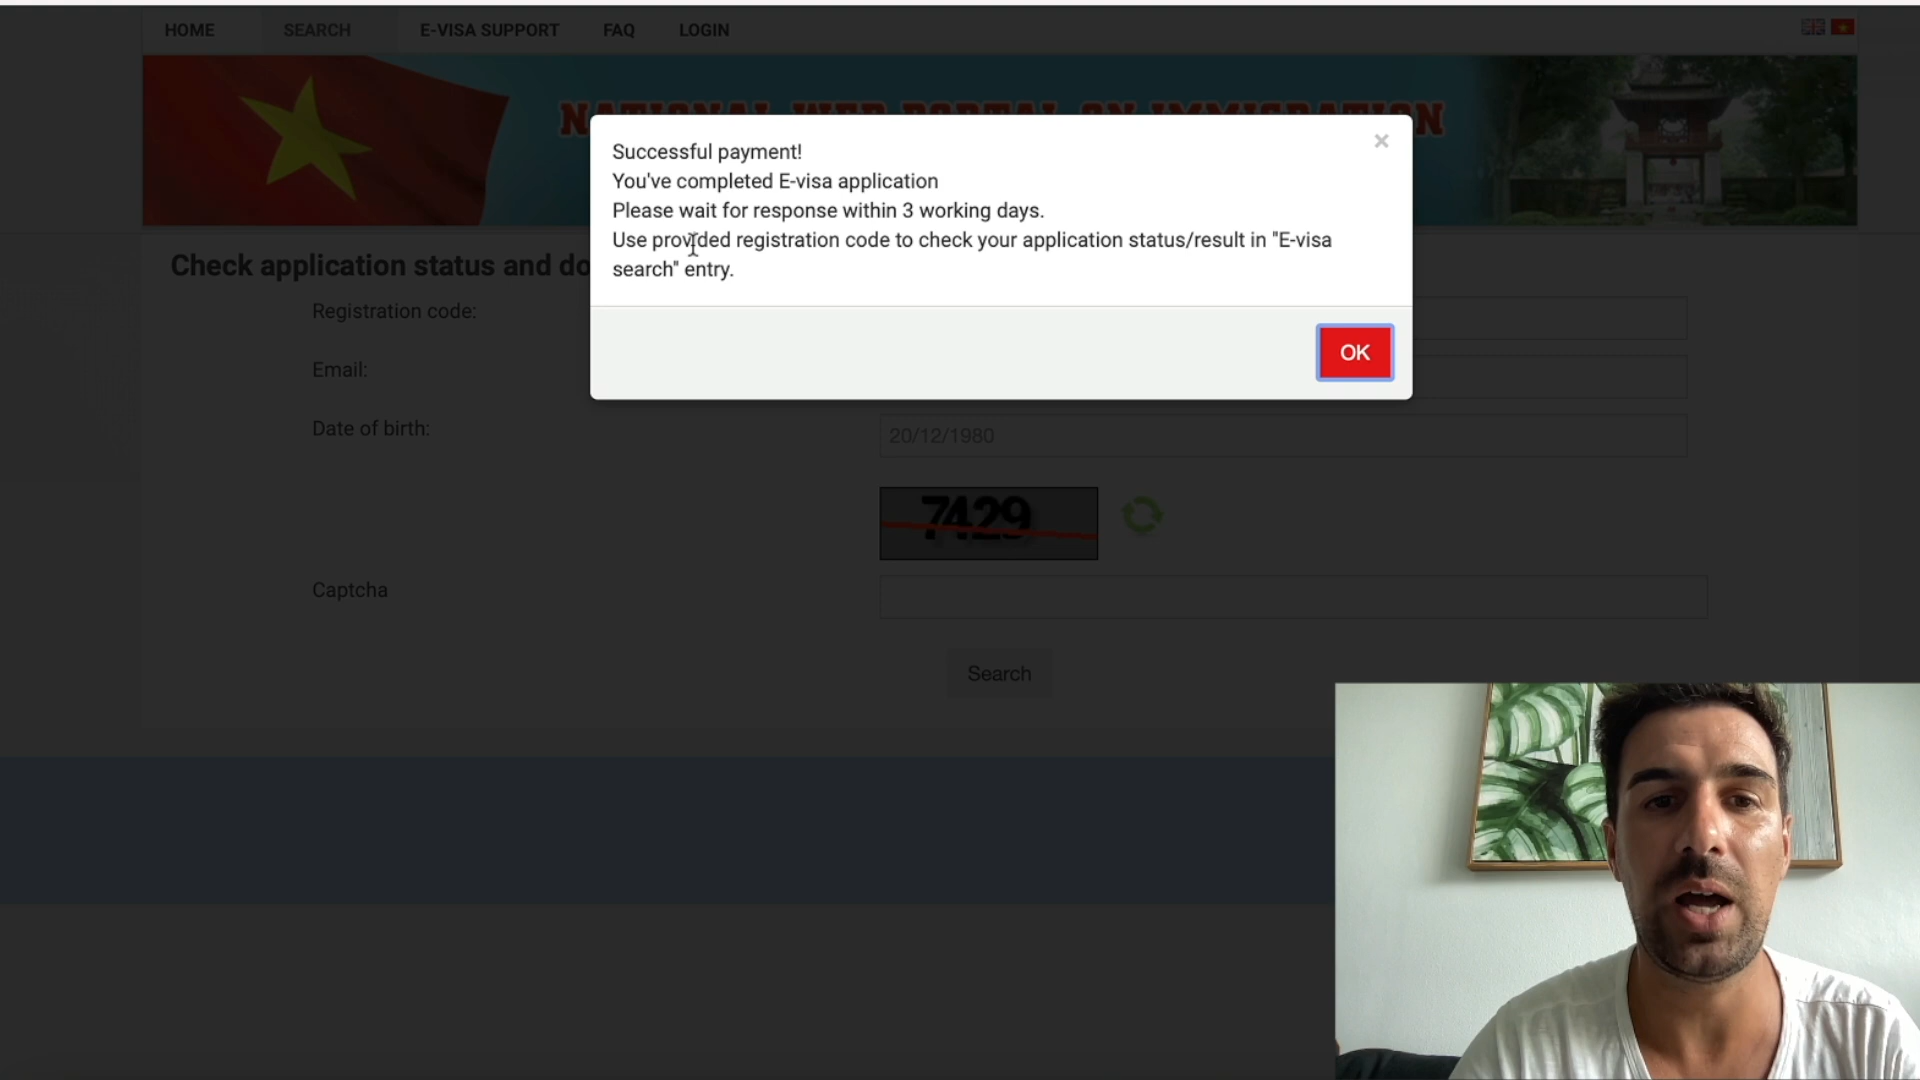 HOME SEARCH E-VISA SUPPORT FAQ LOGIN
Successful payment!
You've completed E-visa application
Please wait for response within 3 working days.
Use provided registration code to check your application status/result in "E-visa
search" entry.
×
OK
Check application status and do
Registration code:
Email:
Date of birth:
20/12/1980
7429
Captcha
Search